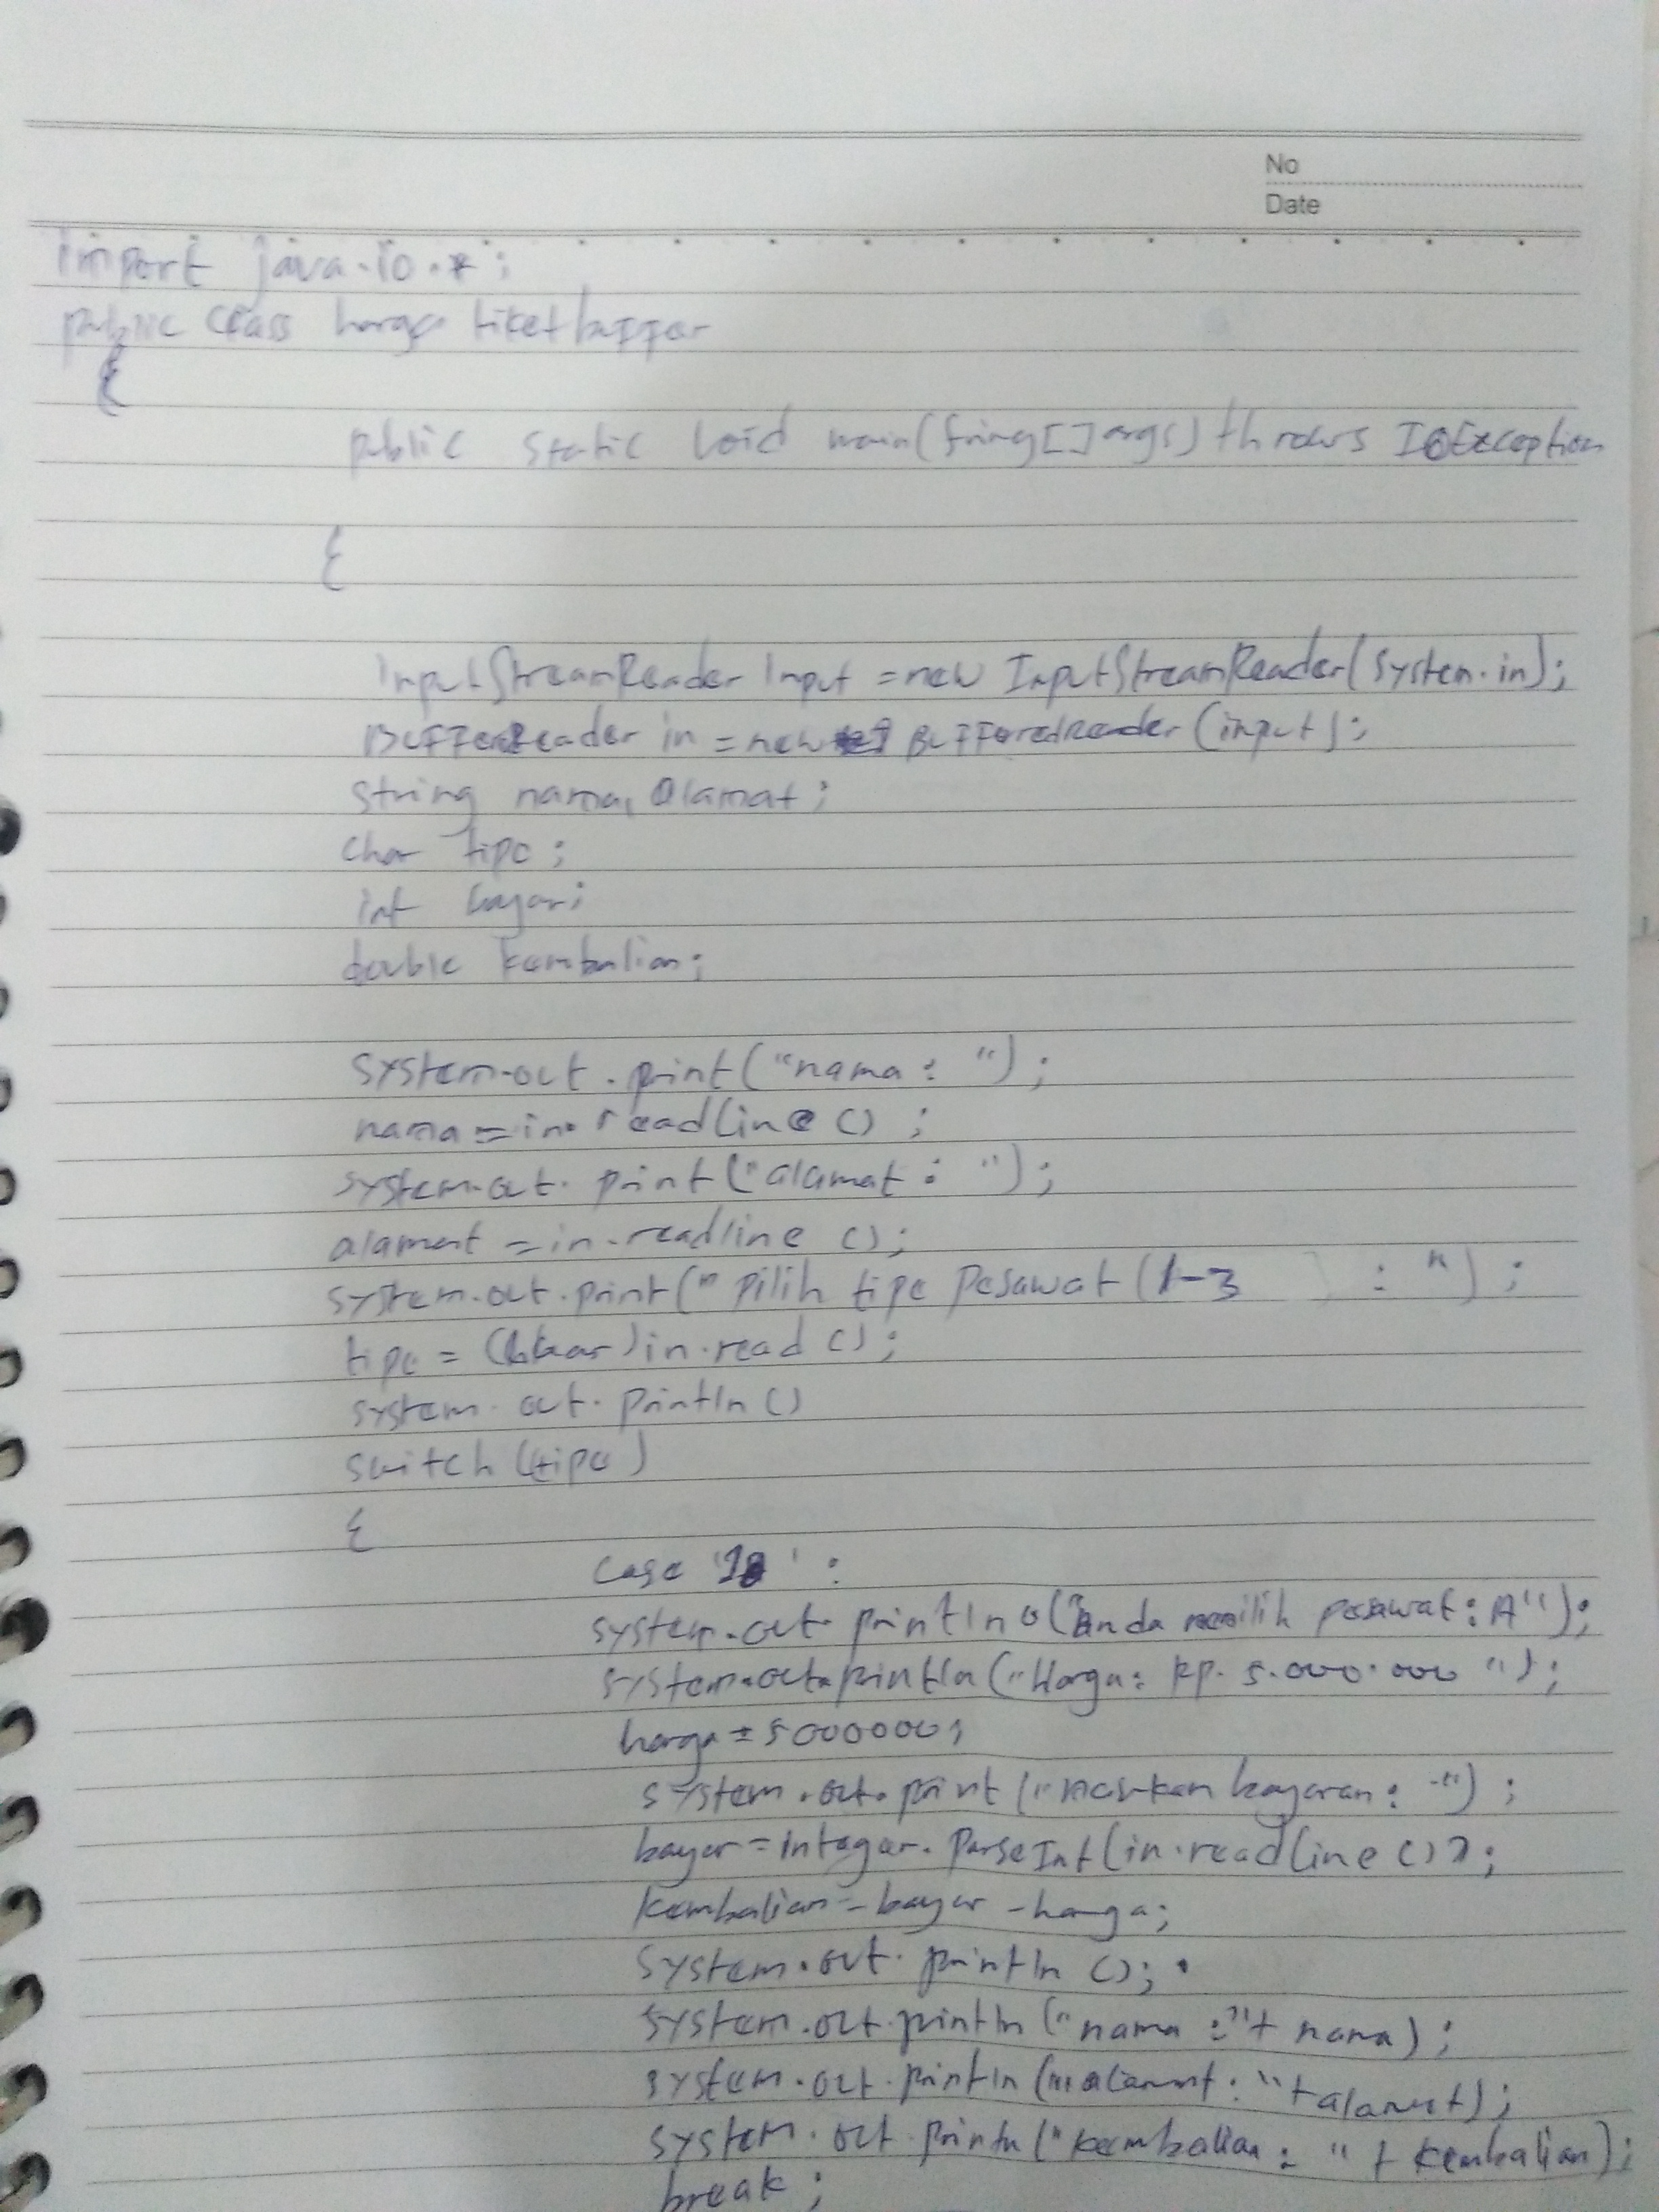 No
Date
import java.io.*;
public class harga tiketbuffer
{
public static void main(String[]args) throws IOException
{
InputStreamReader Input = new InputStreamReader(System.in);
BufferReader in = new BufferedReader (input);
string nama, alamat;
char tipe;
int bayar;
double kembalian;
system.out.print("nama : ");
nama = in.readline ();
system.out.print("alamat : ");
alamat = in.readline ();
system.out.print(" pilih tipe pesawat (1-3 ) : ");
tipe = (char)in.read ();
system.out.println ()
switch (tipe)
{
case '1' :
system.out.println ("Anda memilih pesawat : A");
system.out.println ("Harga : Rp. 5.000.000 ");
harga = 5000000;
system.out.print ("Masukan bayaran : ");
bayar = integer.ParseInt(in.readline ());
kembalian = bayar - harga;
system.out.println ();
system.out.println ("nama :"+ nama);
system.out.println ("alamat : "+alamat);
system.out.println ("kembalian : " + kembalian);
break ;